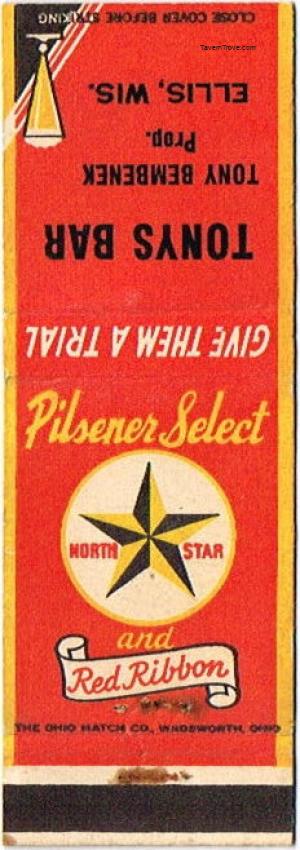 CLOSE COVER BEFORE STRIKING
TavernTrove.com
ELLIS, WIS.
Prop.
TONY BEMBENEK
TONYS BAR
GIVE THEM A TRIAL
Pilsener Select
NORTH STAR
and
Red Ribbon
THE OHIO MATCH CO., WADSWORTH, OHIO